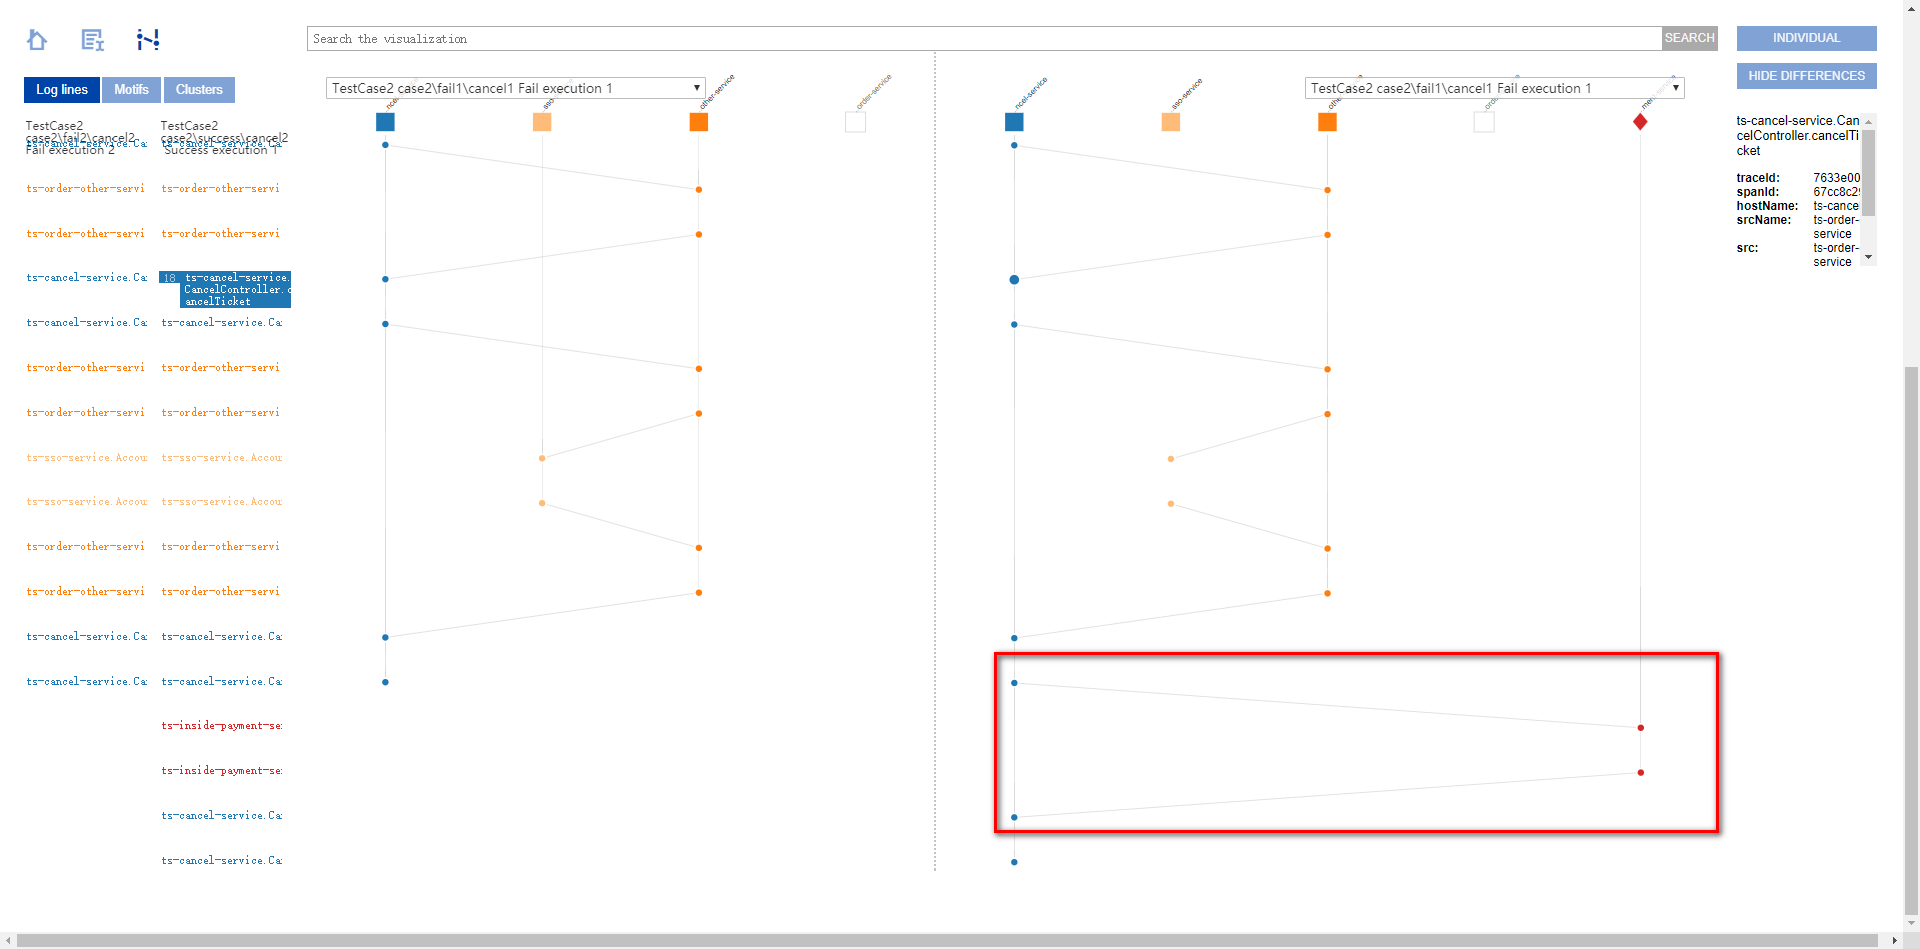 Search the visualization
SEARCH
INDIVIDUAL
HIDE DIFFERENCES
Log lines
Motifs
Clusters
TestCase2 case2\fail1\cancel1 Fail execution 1
TestCase2 case2\fail1\cancel1 Fail execution 1
ncel-service
sso-service
other-service
order-service
TestCase2
case2\fail2\cancel2
Fail execution 2
TestCase2
case2\success\cancel2
Success execution 1
ts-cancel-service.Ca
ts-cancel-service.Ca
ts-order-other-servi
ts-order-other-servi
ts-order-other-servi
ts-order-other-servi
ts-cancel-service.Ca
18 ts-cancel-service.
CancelController.c
ancelTicket
ts-cancel-service.Ca
ts-cancel-service.Ca
ts-order-other-servi
ts-order-other-servi
ts-order-other-servi
ts-order-other-servi
ts-sso-service.Accou
ts-sso-service.Accou
ts-sso-service.Accou
ts-sso-service.Accou
ts-order-other-servi
ts-order-other-servi
ts-order-other-servi
ts-order-other-servi
ts-cancel-service.Ca
ts-cancel-service.Ca
ts-cancel-service.Ca
ts-cancel-service.Ca
ts-inside-payment-se
ts-inside-payment-se
ts-cancel-service.Ca
ts-cancel-service.Ca
ts-cancel-service.Can
celController.cancelTi
cket
traceId: 7633e00
spanId: 67cc8c29
hostName: ts-cance
srcName: ts-order-
service
src: ts-order-
service